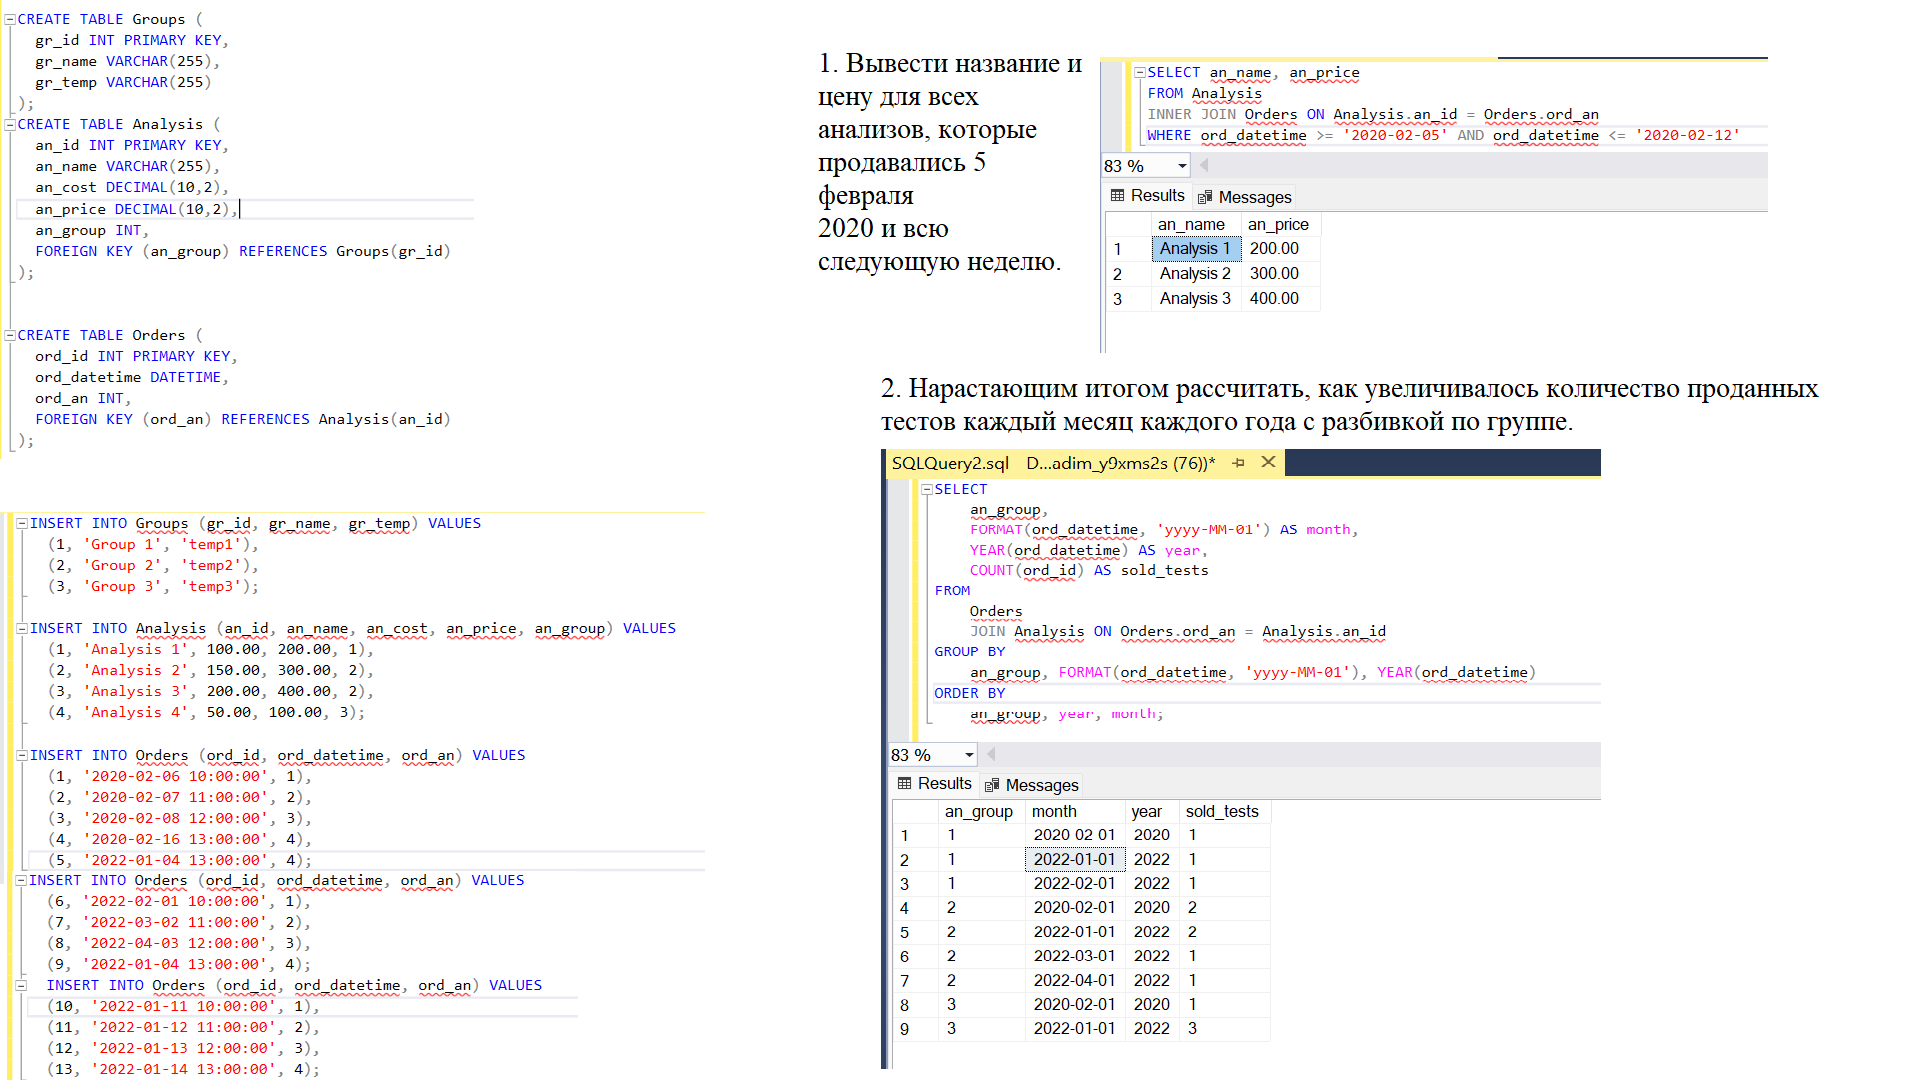 CREATE TABLE Groups (
gr_id INT PRIMARY KEY,
gr_name VARCHAR(255),
gr_temp VARCHAR(255)
);
CREATE TABLE Analysis (
an_id INT PRIMARY KEY,
an_name VARCHAR(255),
an_cost DECIMAL(10,2),
an_price DECIMAL(10,2),
an_group INT,
FOREIGN KEY (an_group) REFERENCES Groups(gr_id)
);
CREATE TABLE Orders (
ord_id INT PRIMARY KEY,
ord_datetime DATETIME,
ord_an INT,
FOREIGN KEY (ord_an) REFERENCES Analysis(an_id)
);
INSERT INTO Groups (gr_id, gr_name, gr_temp) VALUES
(1, 'Group 1', 'temp1'),
(2, 'Group 2', 'temp2'),
(3, 'Group 3', 'temp3');
INSERT INTO Analysis (an_id, an_name, an_cost, an_price, an_group) VALUES
(1, 'Analysis 1', 100.00, 200.00, 1),
(2, 'Analysis 2', 150.00, 300.00, 2),
(3, 'Analysis 3', 200.00, 400.00, 2),
(4, 'Analysis 4', 50.00, 100.00, 3);
INSERT INTO Orders (ord_id, ord_datetime, ord_an) VALUES
(1, '2020-02-06 10:00:00', 1),
(2, '2020-02-07 11:00:00', 2),
(3, '2020-02-08 12:00:00', 3),
(4, '2020-02-16 13:00:00', 4),
(5, '2022-01-04 13:00:00', 4);
INSERT INTO Orders (ord_id, ord_datetime, ord_an) VALUES
(6, '2022-02-01 10:00:00', 1),
(7, '2022-03-02 11:00:00', 2),
(8, '2022-04-03 12:00:00', 3),
(9, '2022-01-04 13:00:00', 4);
INSERT INTO Orders (ord_id, ord_datetime, ord_an) VALUES
(10, '2022-01-11 10:00:00', 1),
(11, '2022-01-12 11:00:00', 2),
(12, '2022-01-13 12:00:00', 3),
(13, '2022-01-14 13:00:00', 4);
1. Вывести название и
цену для всех
анализов, которые
продавались 5
февраля
2020 и всю
следующую неделю.
SELECT an_name, an_price
FROM Analysis
INNER JOIN Orders ON Analysis.an_id = Orders.ord_an
WHERE ord_datetime >= '2020-02-05' AND ord_datetime <= '2020-02-12'
83 %
Results Messages
an_name an_price
1 Analysis 1 200.00
2 Analysis 2 300.00
3 Analysis 3 400.00
2. Нарастающим итогом рассчитать, как увеличивалось количество проданных
тестов каждый месяц каждого года с разбивкой по группе.
SQLQuery2.sql D...adim_y9xms2s (76))*
SELECT
an_group,
FORMAT(ord_datetime, 'yyyy-MM-01') AS month,
YEAR(ord_datetime) AS year,
COUNT(ord_id) AS sold_tests
FROM
Orders
JOIN Analysis ON Orders.ord_an = Analysis.an_id
GROUP BY
an_group, FORMAT(ord_datetime, 'yyyy-MM-01'), YEAR(ord_datetime)
ORDER BY
an_group, year, month;
83 %
Results Messages
an_group month year sold_tests
1 1 2020 02 01 2020 1
2 1 2022-01-01 2022 1
3 1 2022-02-01 2022 1
4 2 2020-02-01 2020 2
5 2 2022-01-01 2022 2
6 2 2022-03-01 2022 1
7 2 2022-04-01 2022 1
8 3 2020-02-01 2020 1
9 3 2022-01-01 2022 3